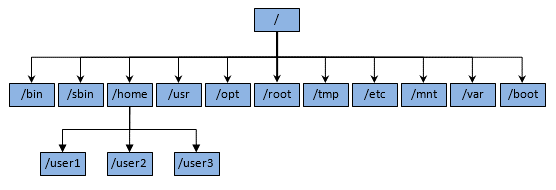 /
/bin /sbin /home /usr /opt /root /tmp /etc /mnt /var /boot
/user1 /user2 /user3